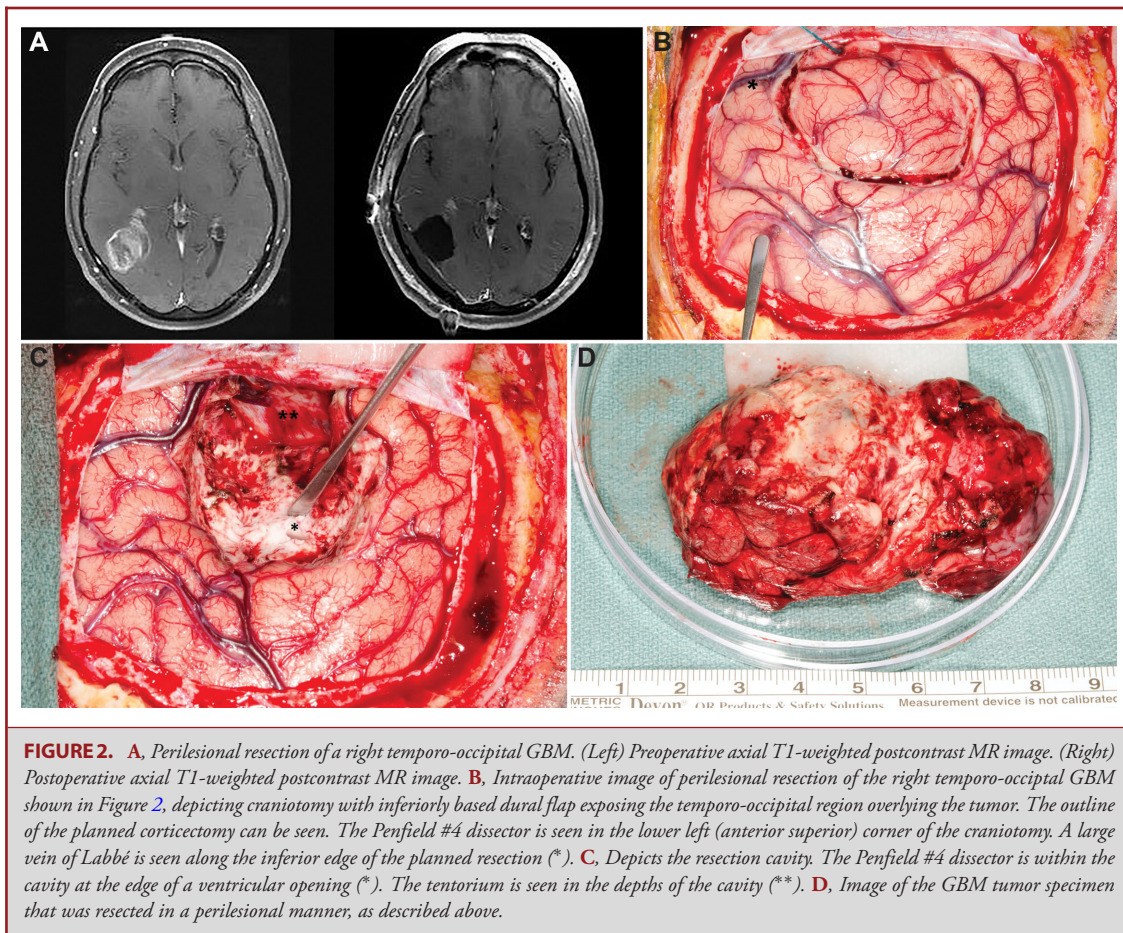 A
B
*
C
**
*
D
1 2 3 4 5 6 7 8 9
METRIC
Devon® OR Products & Safety Solutions Measurement device is not calibrated
FIGURE 2. A, Perilesional resection of a right temporo-occipital GBM. (Left) Preoperative axial T1-weighted postcontrast MR image. (Right)
Postoperative axial T1-weighted postcontrast MR image. B, Intraoperative image of perilesional resection of the right temporo-occiptal GBM
shown in Figure 2, depicting craniotomy with inferiorly based dural flap exposing the temporo-occipital region overlying the tumor. The outline
of the planned corticectomy can be seen. The Penfield #4 dissector is seen in the lower left (anterior superior) corner of the craniotomy. A large
vein of Labbé is seen along the inferior edge of the planned resection (*). C, Depicts the resection cavity. The Penfield #4 dissector is within the
cavity at the edge of a ventricular opening (*). The tentorium is seen in the depths of the cavity (**). D, Image of the GBM tumor specimen
that was resected in a perilesional manner, as described above.